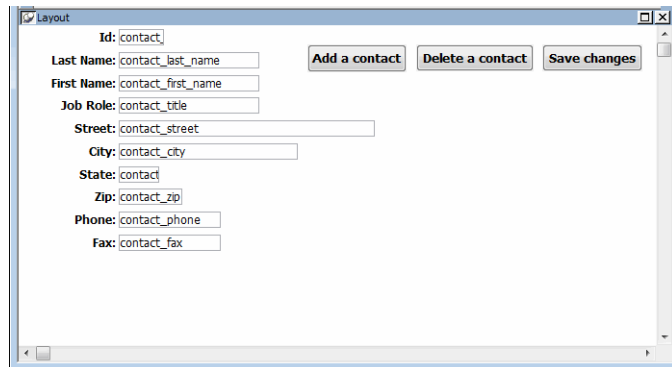 Layout
Id: contact_
Last Name: contact_last_name
Add a contact Delete a contact Save changes
First Name: contact_first_name
Job Role: contact_title
Street: contact_street
City: contact_city
State: contact
Zip: contact_zip
Phone: contact_phone
Fax: contact_fax